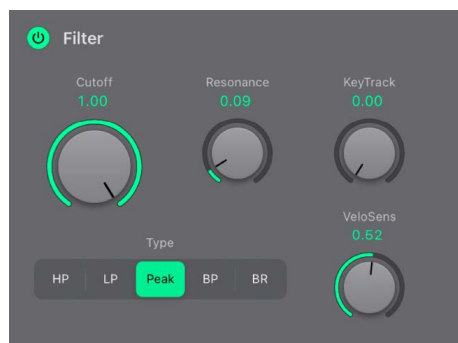 Filter
Cutoff
1.00
Resonance
0.09
KeyTrack
0.00
Type
HP LP Peak BP BR
VeloSens
0.52